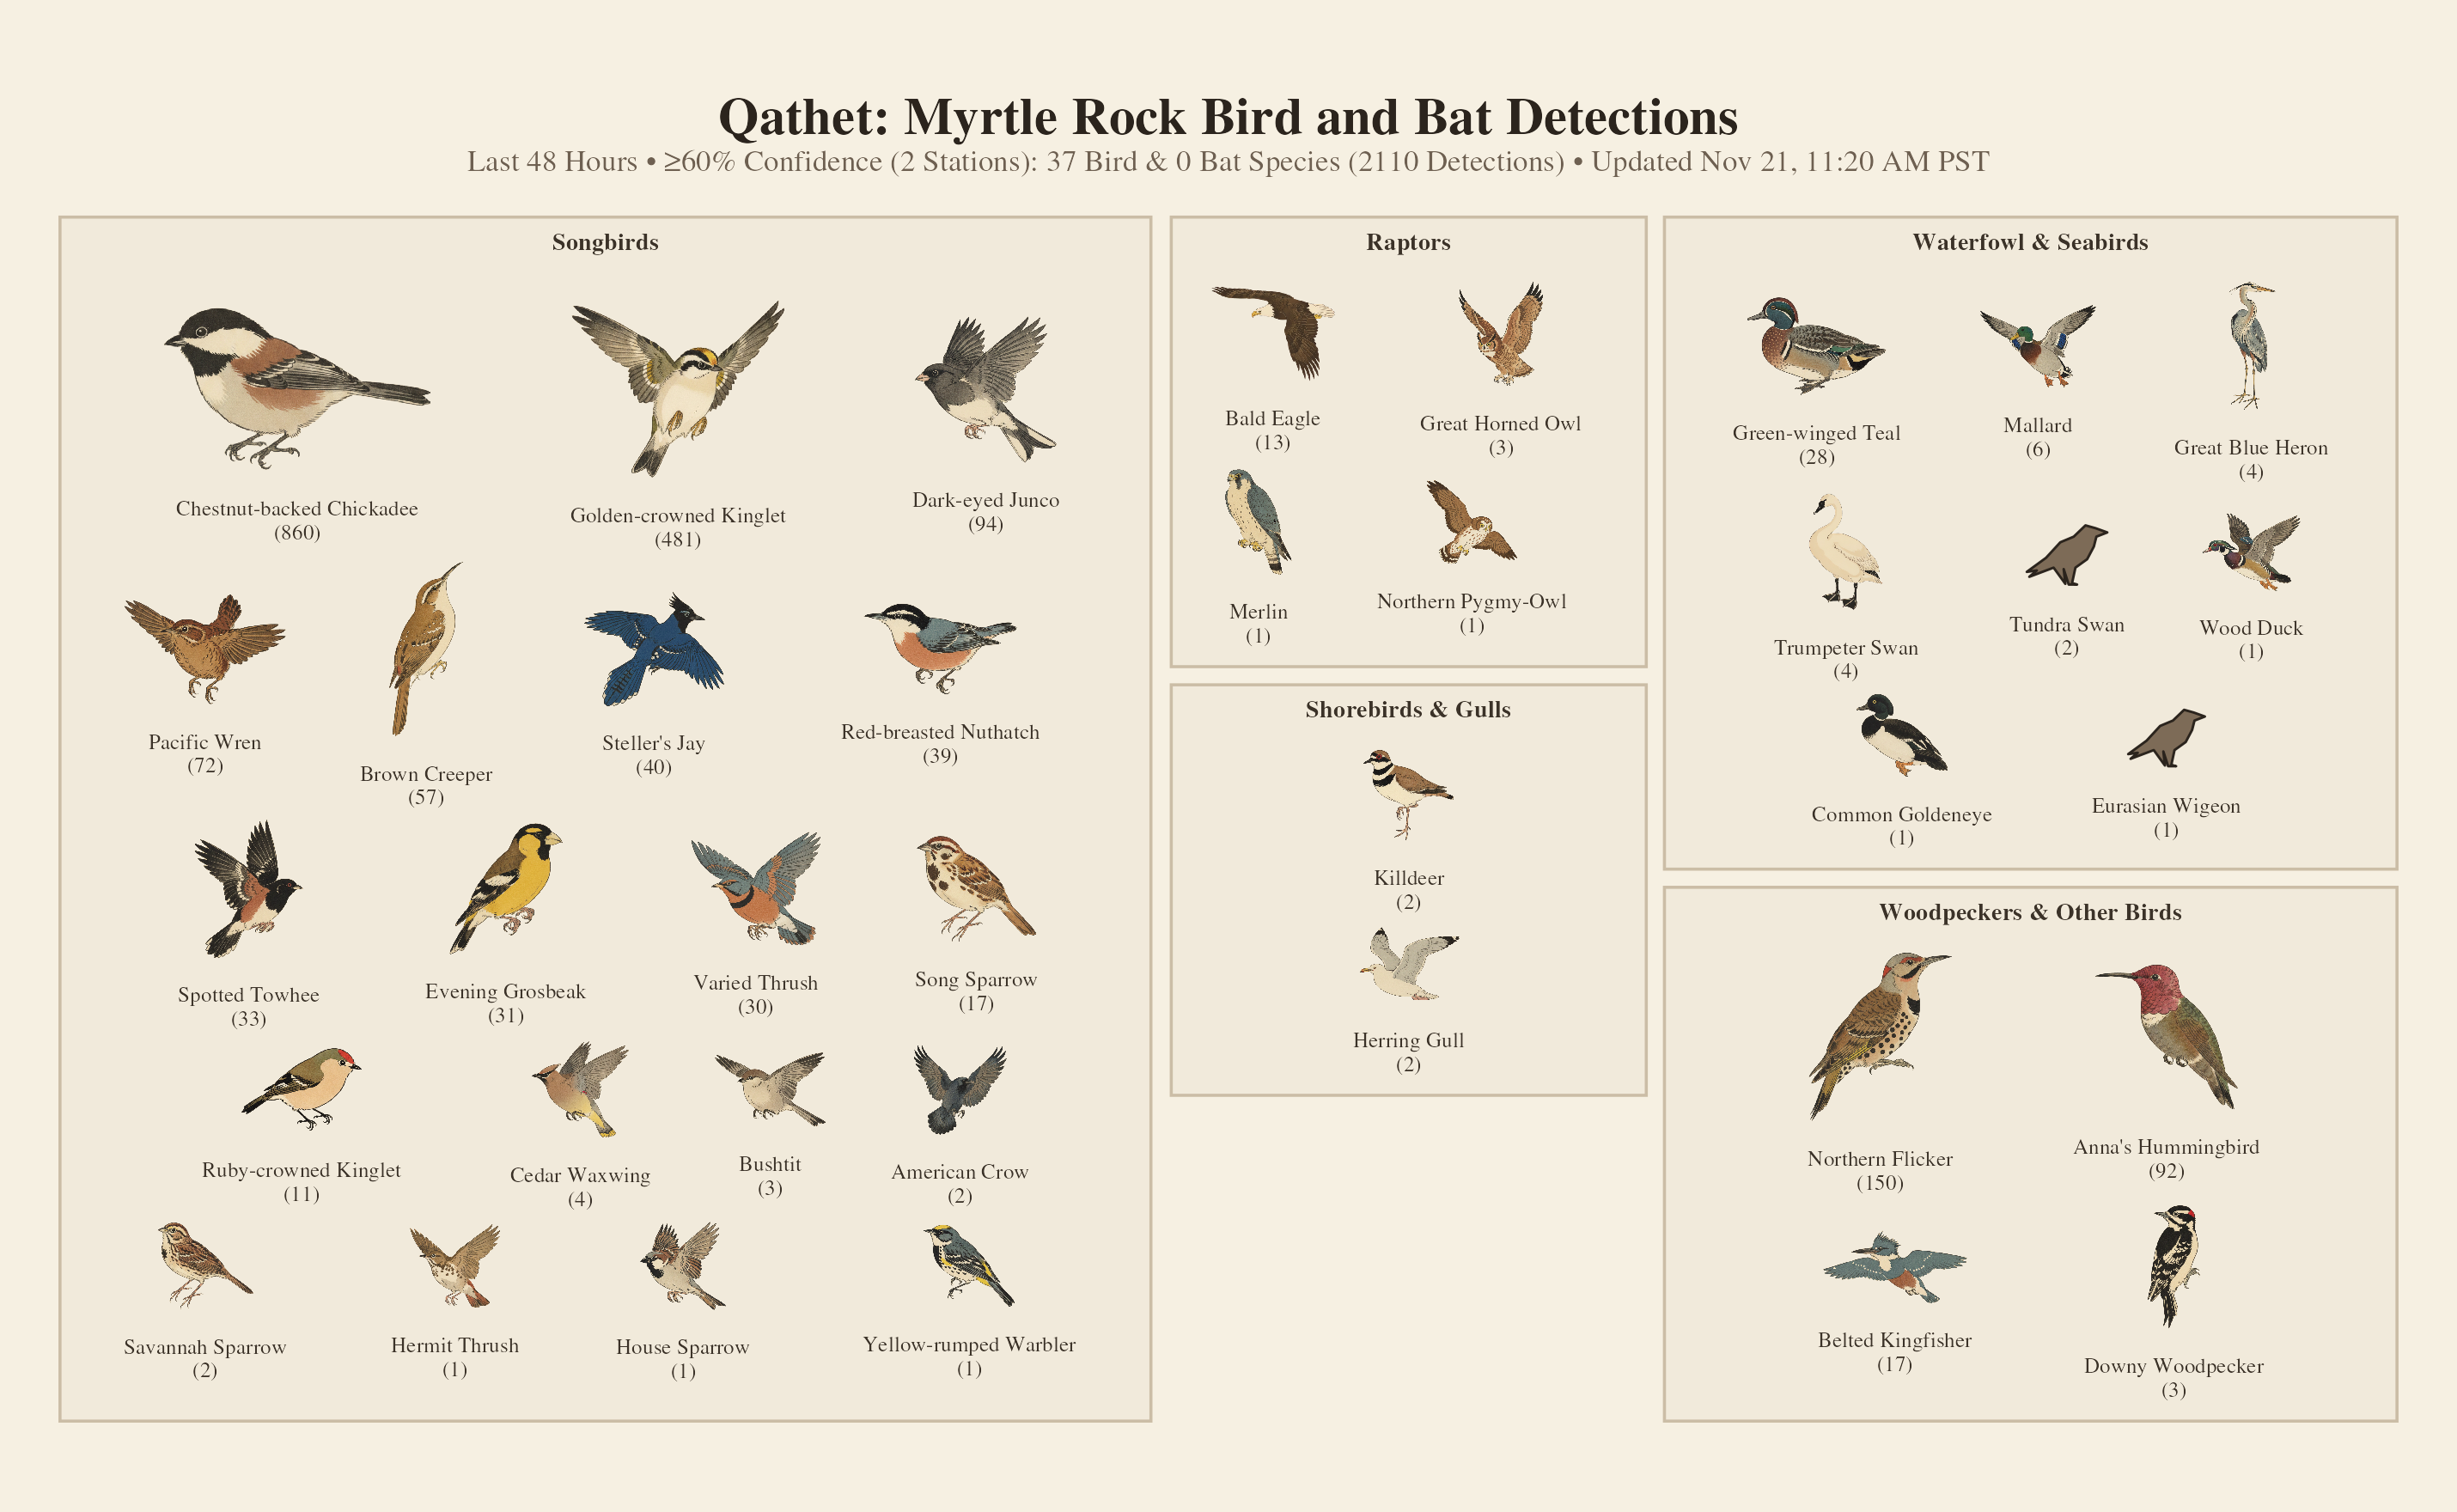 Qathet: Myrtle Rock Bird and Bat Detections
Last 48 Hours • ≥60% Confidence (2 Stations): 37 Bird & 0 Bat Species (2110 Detections) • Updated Nov 21, 11:20 AM PST
Songbirds
Chestnut-backed Chickadee
(860)
Golden-crowned Kinglet
(481)
Dark-eyed Junco
(94)
Pacific Wren
(72)
Brown Creeper
(57)
Steller's Jay
(40)
Red-breasted Nuthatch
(39)
Spotted Towhee
(33)
Evening Grosbeak
(31)
Varied Thrush
(30)
Song Sparrow
(17)
Ruby-crowned Kinglet
(11)
Cedar Waxwing
(4)
Bushtit
(3)
American Crow
(2)
Savannah Sparrow
(2)
Hermit Thrush
(1)
House Sparrow
(1)
Yellow-rumped Warbler
(1)
Raptors
Bald Eagle
(13)
Great Horned Owl
(3)
Merlin
(1)
Northern Pygmy-Owl
(1)
Shorebirds & Gulls
Killdeer
(2)
Herring Gull
(2)
Waterfowl & Seabirds
Green-winged Teal
(28)
Mallard
(6)
Great Blue Heron
(4)
Trumpeter Swan
(4)
Tundra Swan
(2)
Wood Duck
(1)
Common Goldeneye
(1)
Eurasian Wigeon
(1)
Woodpeckers & Other Birds
Northern Flicker
(150)
Anna's Hummingbird
(92)
Belted Kingfisher
(17)
Downy Woodpecker
(3)